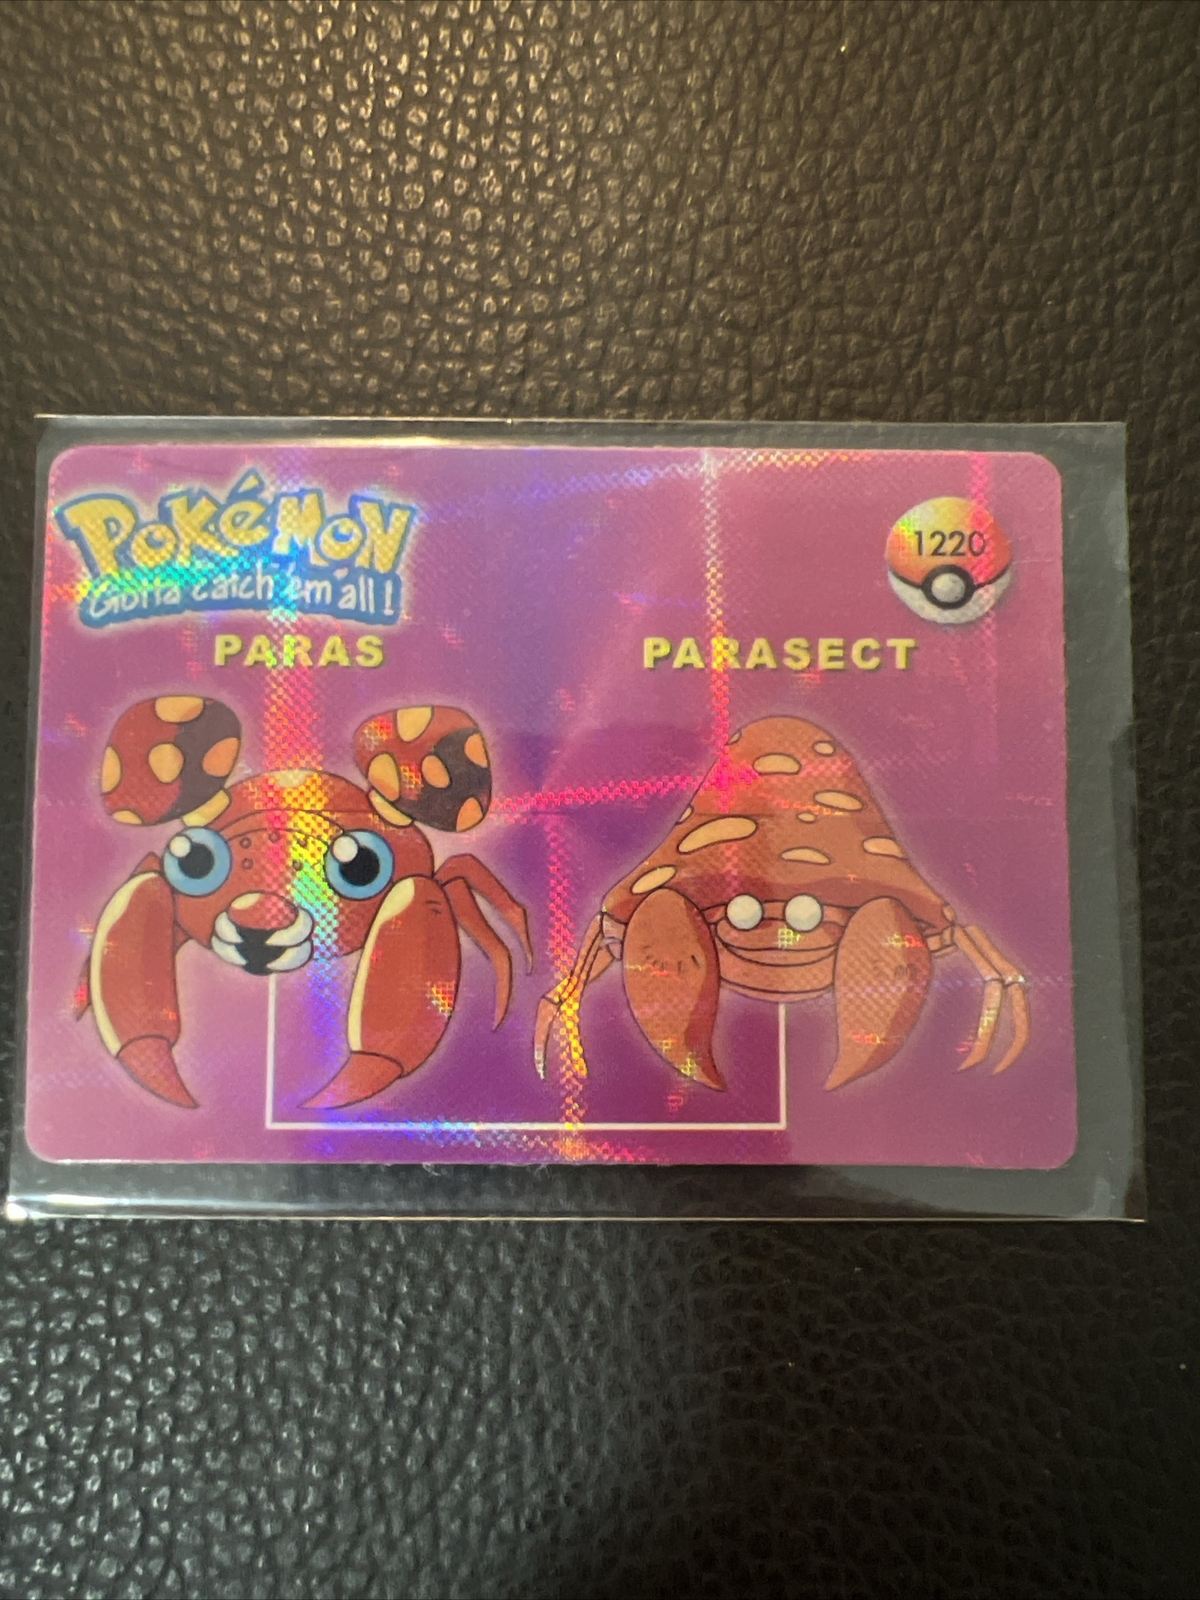 POKéMON
Gotta catch 'em all!
1220
PARAS
PARASECT